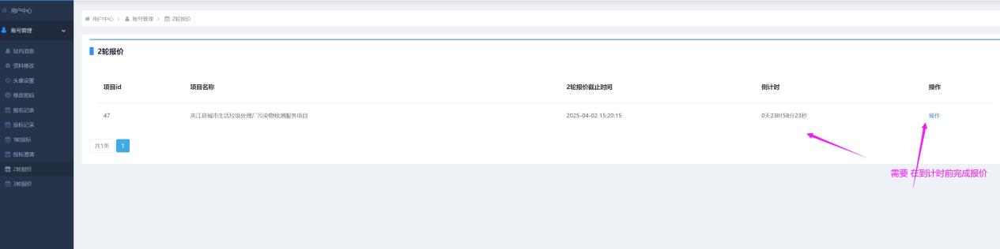 用户中心
账号管理
站内消息
资料修改
头像设置
修改密码
报名记录
投标记录
1轮投标
投标澄清
2轮报价
3轮报价
用户中心 > 账号管理 > 2轮报价
2轮报价
项目id 项目名称 2轮报价截止时间 倒计时 操作
47 夹江县城市生活垃圾处理厂污染物检测服务项目 2025-04-02 15:20:15 0天23时58分23秒 操作
共1条 1
需要 在到计时前完成报价